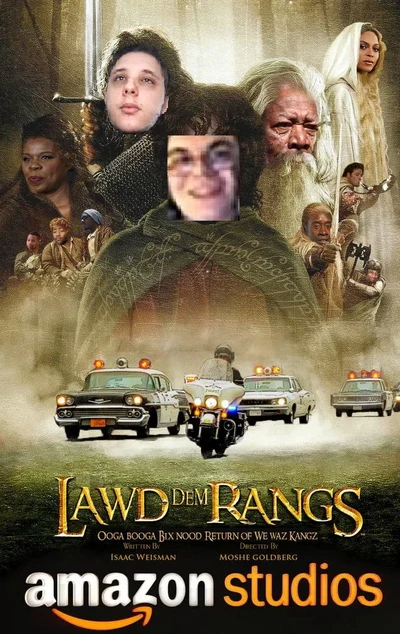 LAWD DEM RANGS
OOGA BOOGA BIX NOOD RETURN OF WE WAZ KANGZ
WRITTEN BY DIRECTED BY
ISAAC WEISMAN MOSHE GOLDBERG
amazon studios